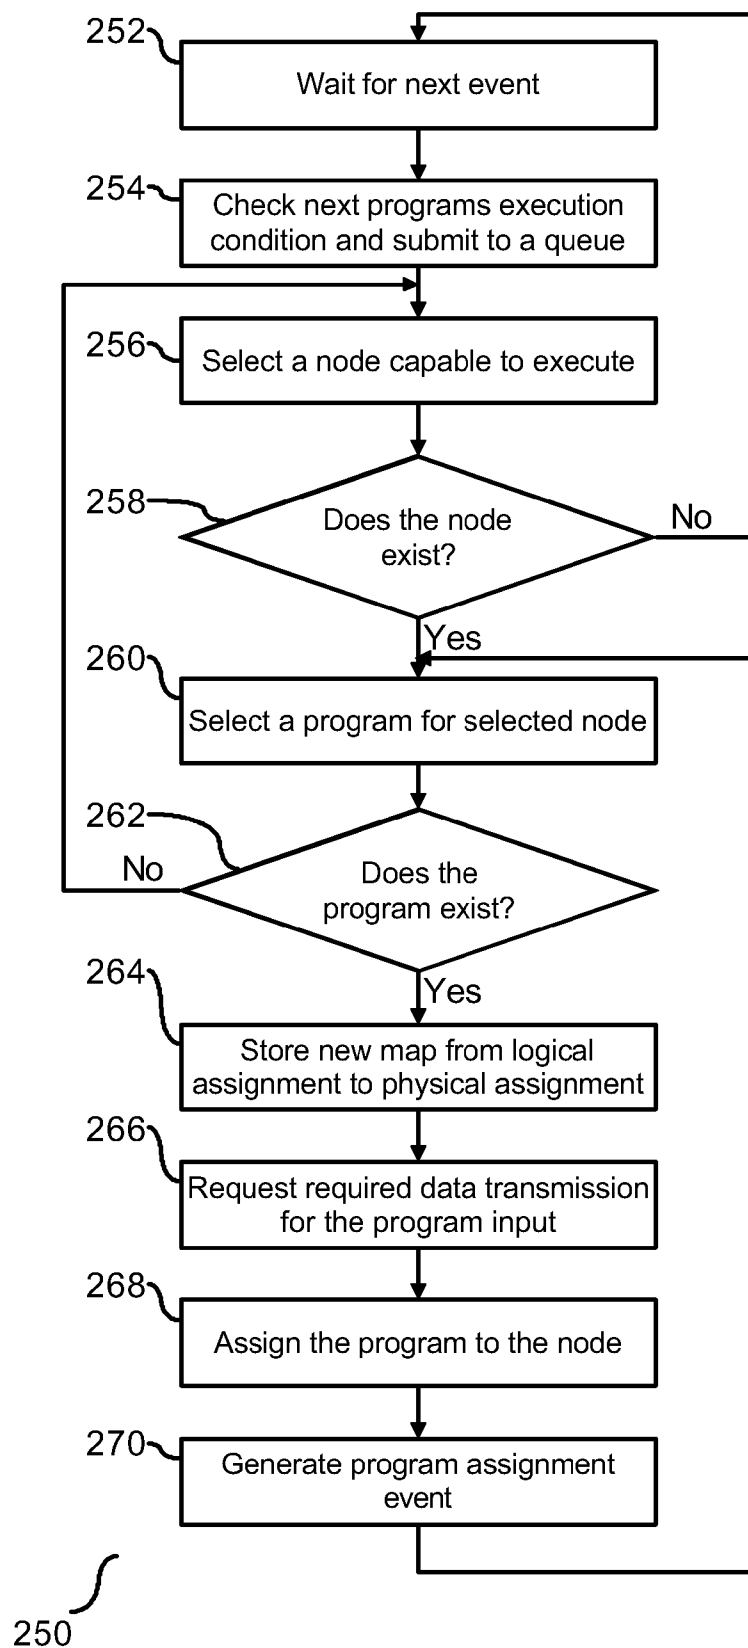 252
Wait for next event
254
Check next programs execution
condition and submit to a queue
256
Select a node capable to execute
258
Does the node
exist?
No
Yes
260
Select a program for selected node
262
Does the
program exist?
No
Yes
264
Store new map from logical
assignment to physical assignment
266
Request required data transmission
for the program input
268
Assign the program to the node
270
Generate program assignment
event
250